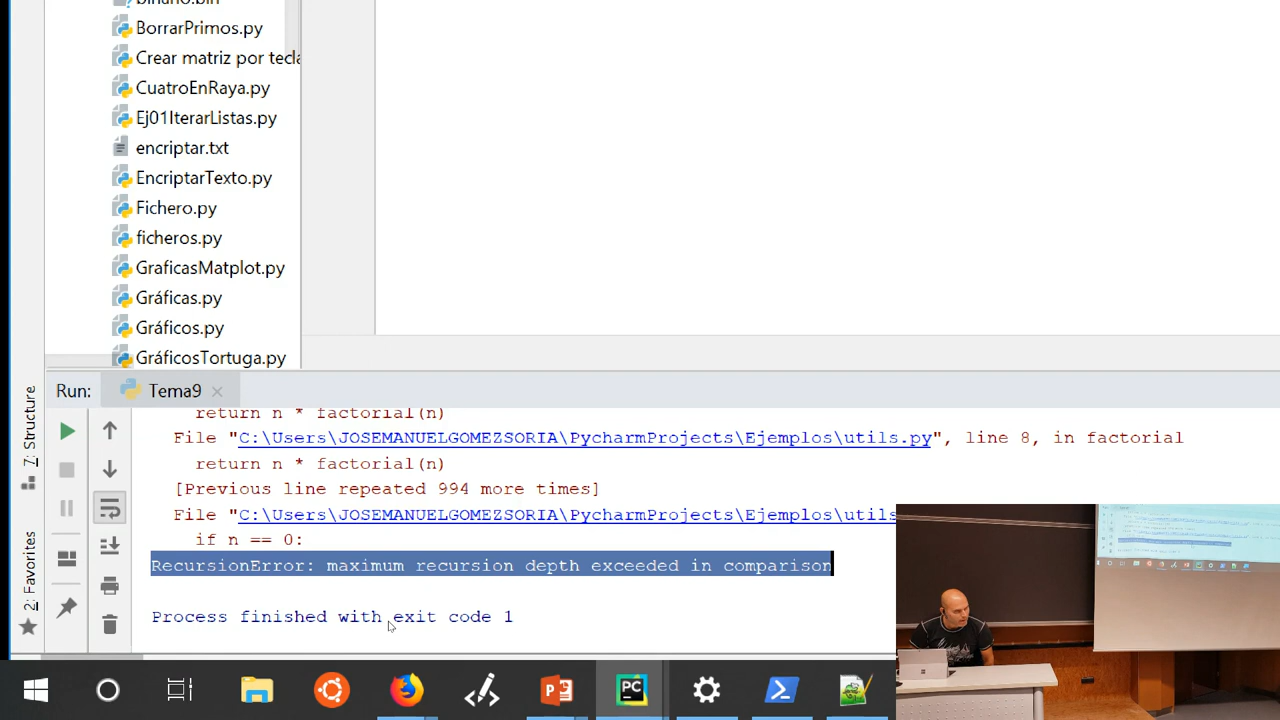 binario.bin
BorrarPrimos.py
Crear matriz por tecla
CuatroEnRaya.py
Ej01IterarListas.py
encriptar.txt
EncriptarTexto.py
Fichero.py
ficheros.py
GraficasMatplot.py
Gráficas.py
Gráficos.py
GráficosTortuga.py
7: Structure
2: Favorites
Run: Tema9
return n * factorial(n)
File "C:\Users\JOSEMANUELGOMEZSORIA\PycharmProjects\Ejemplos\utils.py", line 8, in factorial
return n * factorial(n)
[Previous line repeated 994 more times]
File "C:\Users\JOSEMANUELGOMEZSORIA\PycharmProjects\Ejemplos\utils
if n == 0:
RecursionError: maximum recursion depth exceeded in comparison
Process finished with exit code 1
PC